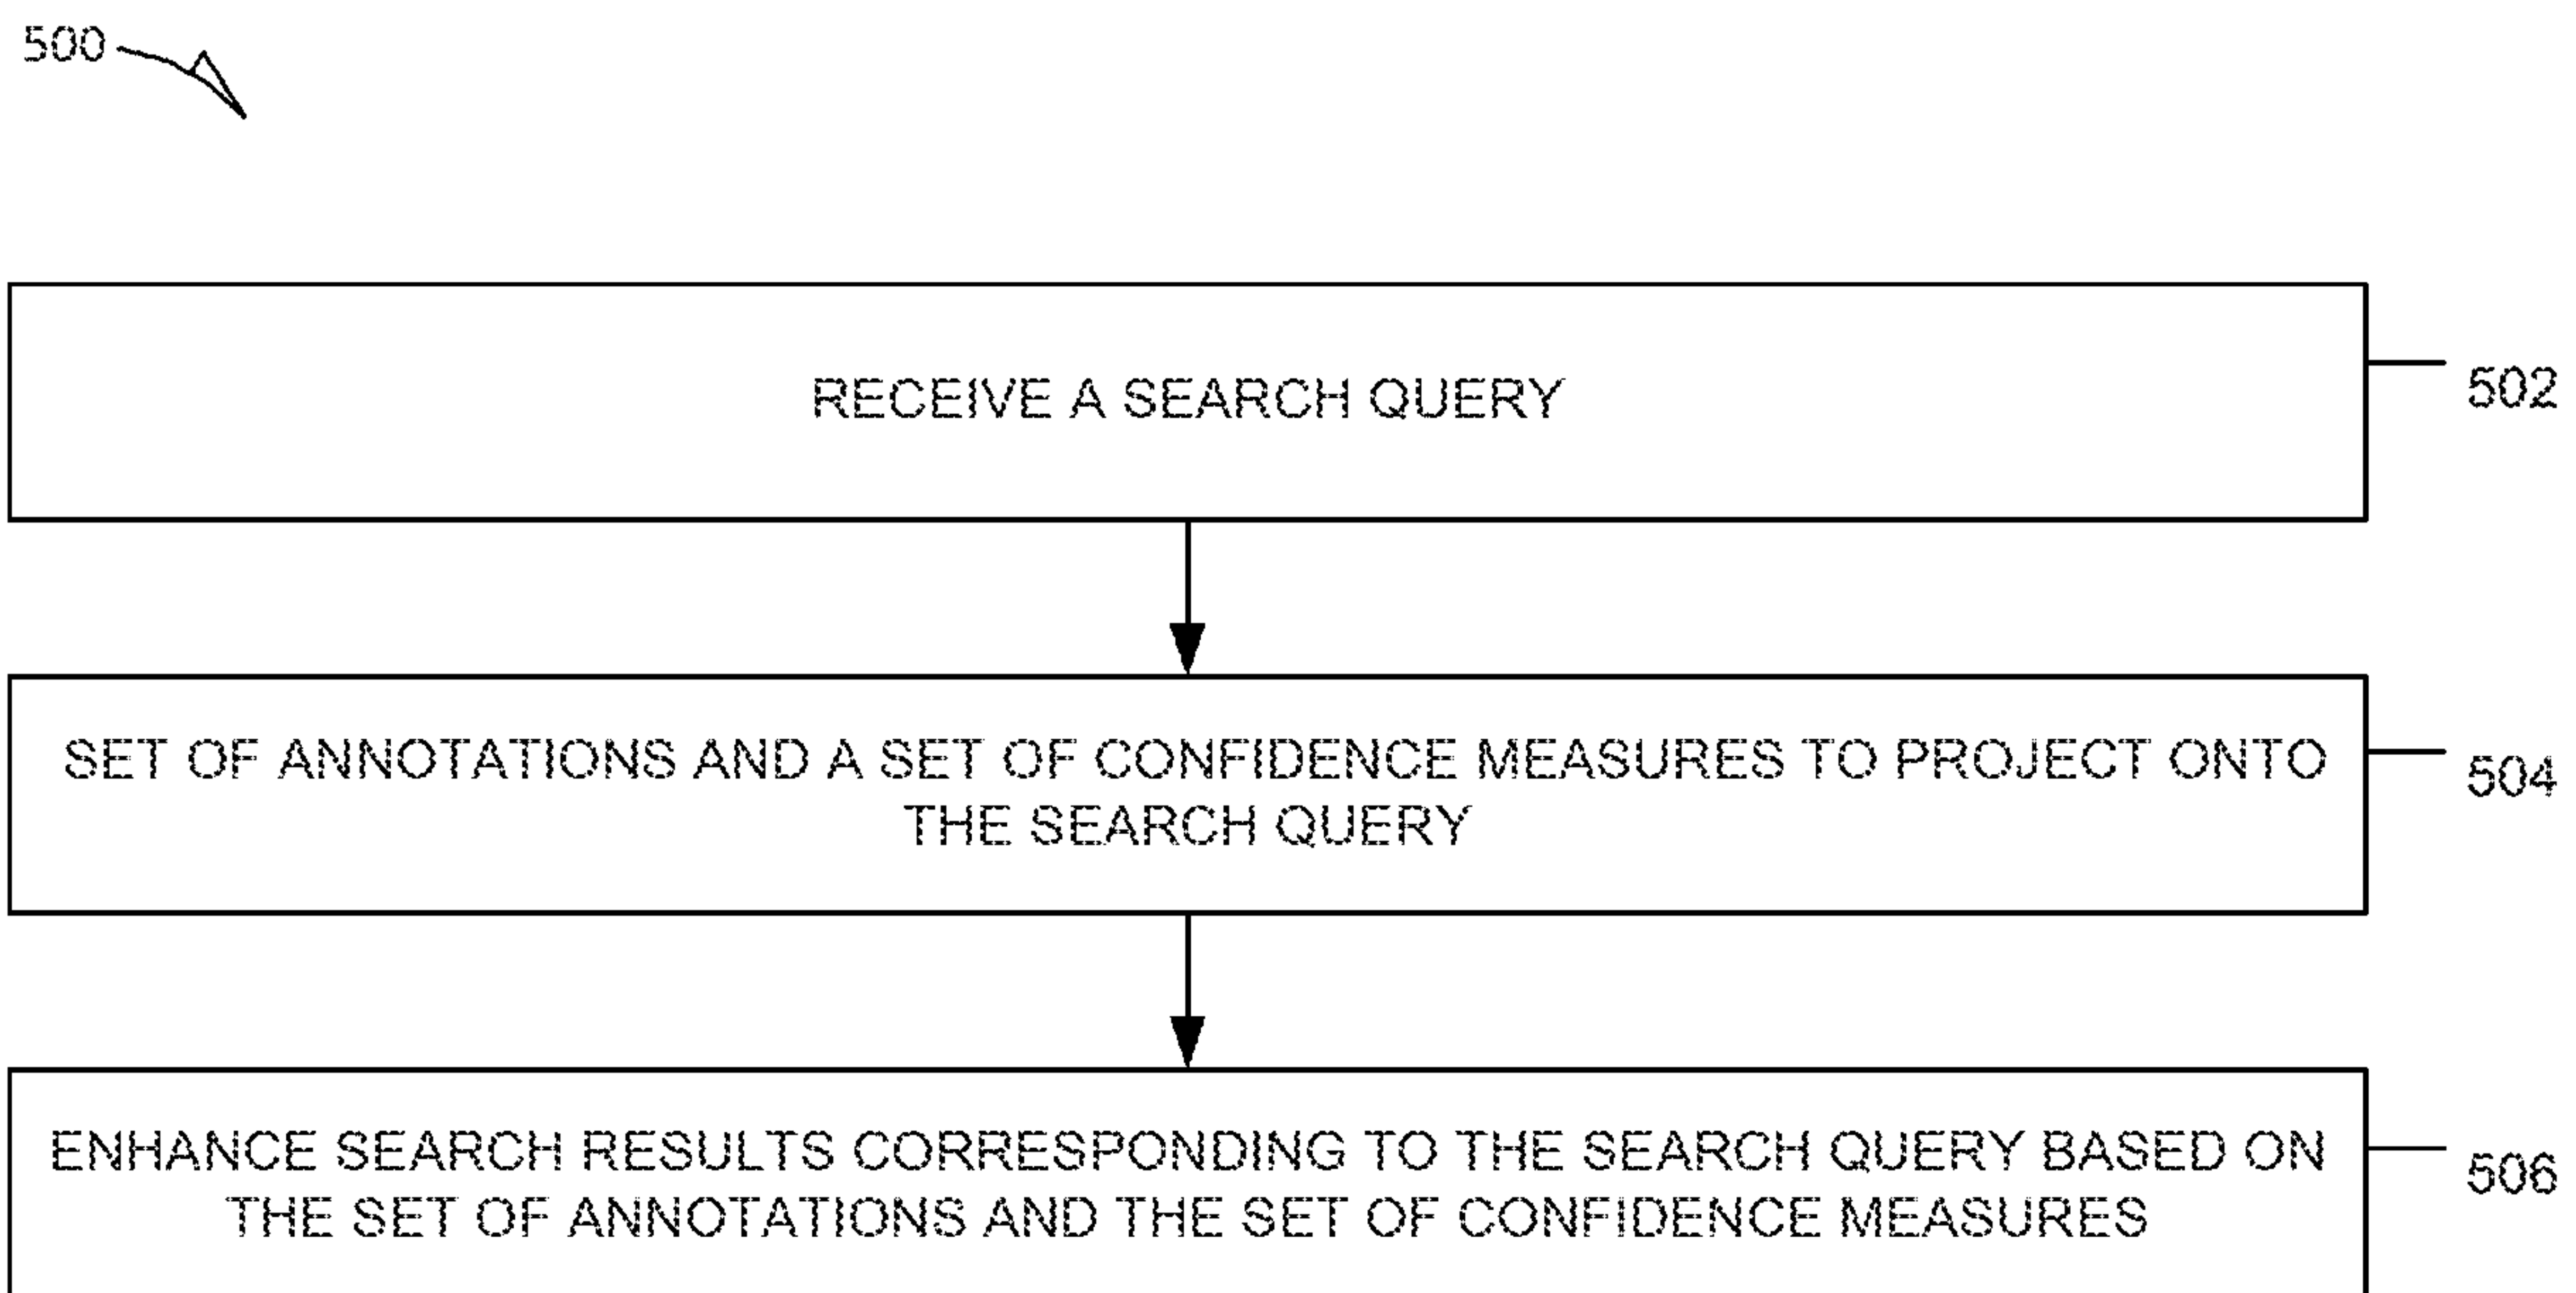 500
RECEIVE A SEARCH QUERY
502
SET OF ANNOTATIONS AND A SET OF CONFIDENCE MEASURES TO PROJECT ONTO
THE SEARCH QUERY
504
ENHANCE SEARCH RESULTS CORRESPONDING TO THE SEARCH QUERY BASED ON
THE SET OF ANNOTATIONS AND THE SET OF CONFIDENCE MEASURES
506